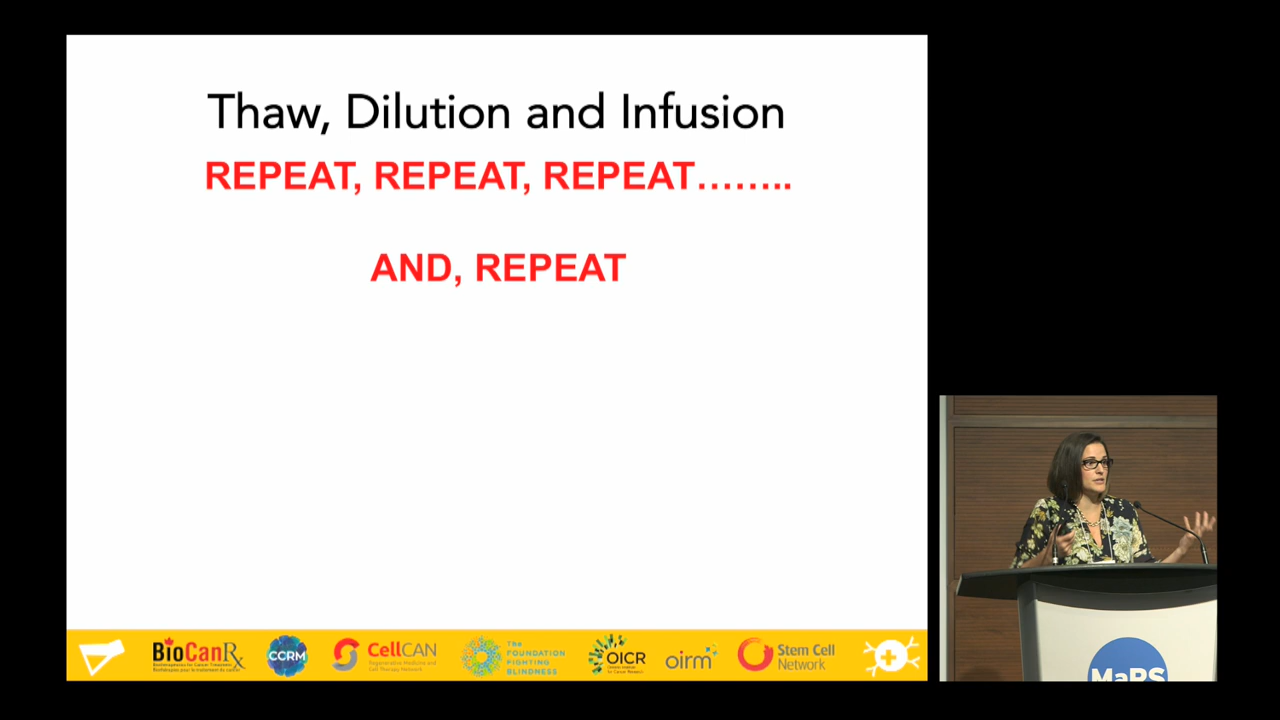 Thaw, Dilution and Infusion
REPEAT, REPEAT, REPEAT……..
AND, REPEAT
BioCanRx
CCRM
CellCAN
Regenerative Medicine and
Cell Therapy Network
The
FOUNDATION
FIGHTING
BLINDNESS
OICR
oirm
Stem Cell
Network
MaRS